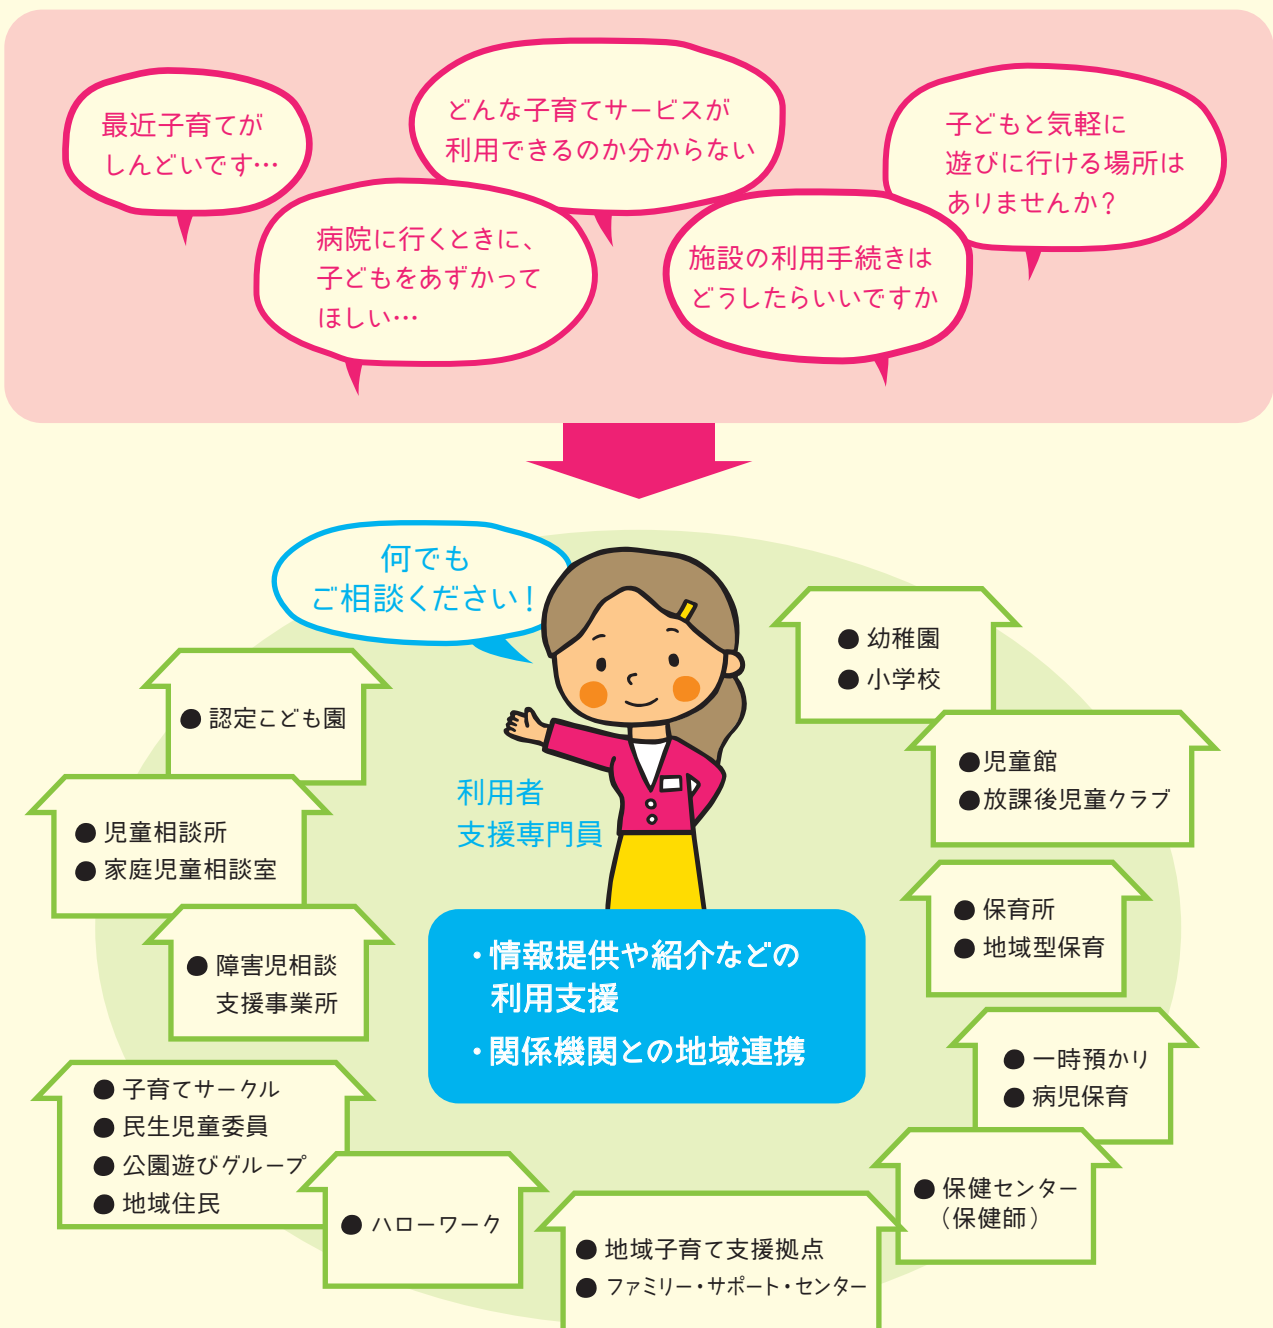 最近子育てが
しんどいです…
どんな子育てサービスが
利用できるのか分からない
子どもと気軽に
遊びに行ける場所は
ありませんか？
病院に行くときに、
子どもをあずかって
ほしい…
施設の利用手続きは
どうしたらいいですか
何でも
ご相談ください！
利用者
支援専門員
・情報提供や紹介などの
利用支援
・関係機関との地域連携
● 認定こども園
● 児童相談所
● 家庭児童相談室
● 障害児相談
支援事業所
● 子育てサークル
● 民生児童委員
● 公園遊びグループ
● 地域住民
● ハローワーク
● 地域子育て支援拠点
● ファミリー・サポート・センター
● 幼稚園
● 小学校
●児童館
●放課後児童クラブ
● 保育所
● 地域型保育
● 一時預かり
● 病児保育
● 保健センター
（保健師）